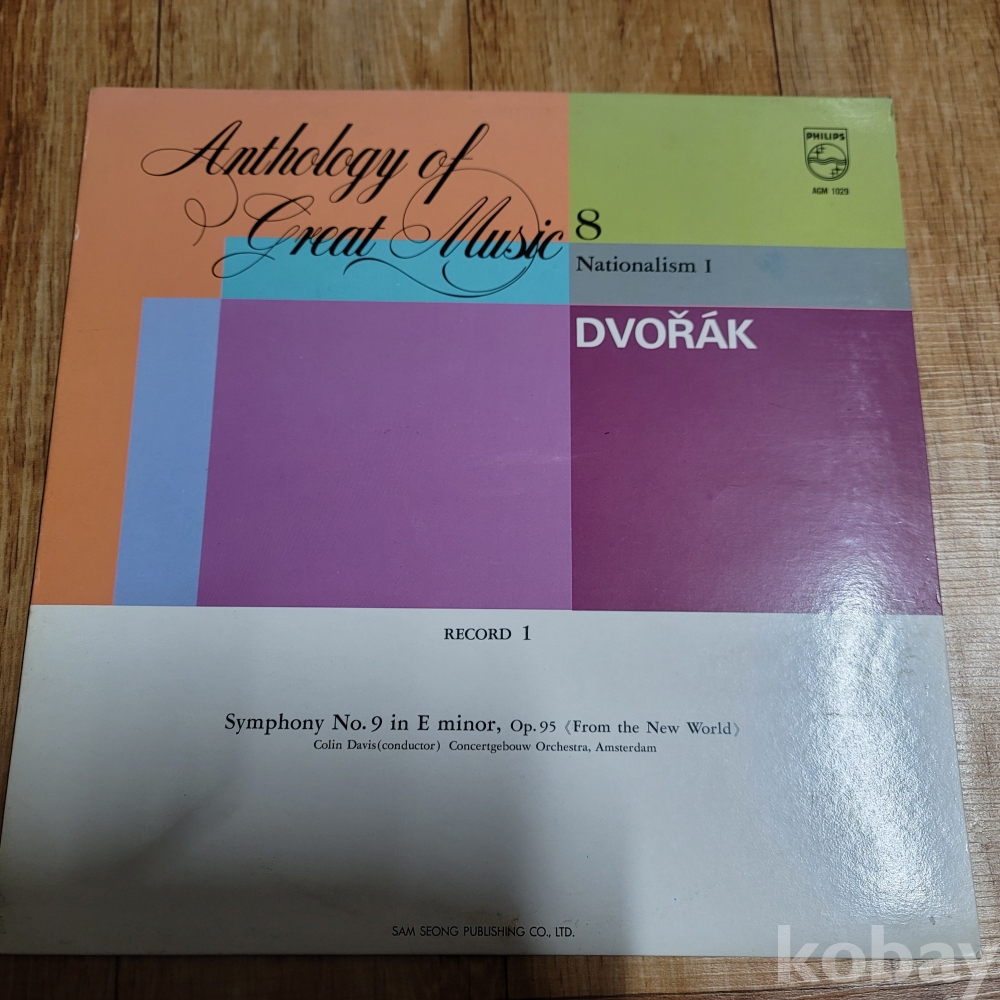 Anthology of
Great Music
8
Nationalism I
DVOŘÁK
PHILIPS
AGM 1029
RECORD 1
Symphony No. 9 in E minor, Op. 95 《From the New World》
Colin Davis(conductor) Concertgebouw Orchestra, Amsterdam
SAM SEONG PUBLISHING CO., LTD.
kobay